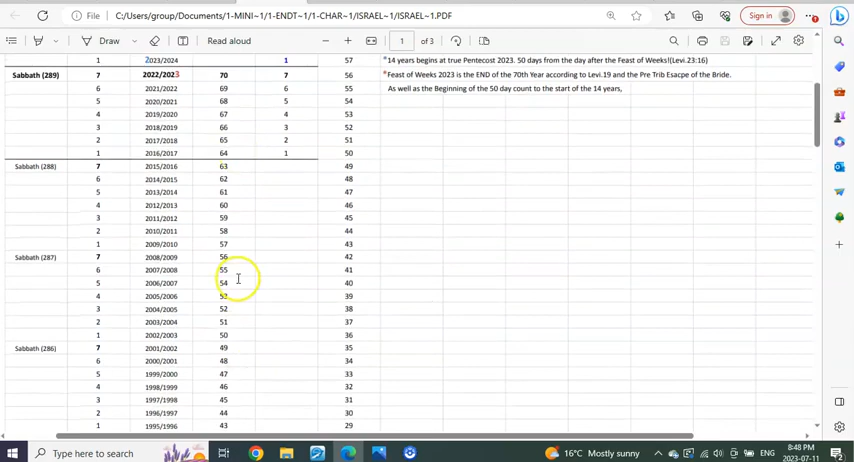 File | C:/Users/group/Documents/1-MINI~1/1-ENDT~1/1-CHAR~1/ISRAEL~1/ISRAEL~1.PDF
Sign in
Draw
Read aloud
1 of 3
1 2023/2024 1 57 *14 years begins at true Pentecost 2023. 50 days from the day after the Feast of Weeks!(Levi.23:16)
Sabbath (289) 7 2022/2023 70 7 56 *Feast of Weeks 2023 is the END of the 70th Year according to Levi.19 and the Pre Trib Esacpe of the Bride.
6 2021/2022 69 6 55 As well as the Beginning of the 50 day count to the start of the 14 years,
5 2020/2021 68 5 54
4 2019/2020 67 4 53
3 2018/2019 66 3 52
2 2017/2018 65 2 51
1 2016/2017 64 1 50
Sabbath (288) 7 2015/2016 63 49
6 2014/2015 62 48
5 2013/2014 61 47
4 2012/2013 60 46
3 2011/2012 59 45
2 2010/2011 58 44
1 2009/2010 57 43
Sabbath (287) 7 2008/2009 56 42
6 2007/2008 55 41
5 2006/2007 54 40
4 2005/2006 53 39
3 2004/2005 52 38
2 2003/2004 51 37
1 2002/2003 50 36
Sabbath (286) 7 2001/2002 49 35
6 2000/2001 48 34
5 1999/2000 47 33
4 1998/1999 46 32
3 1997/1998 45 31
2 1996/1997 44 30
1 1995/1996 43 29
Type here to search
16°C Mostly sunny
ENG
8:48 PM
2023-07-11
2